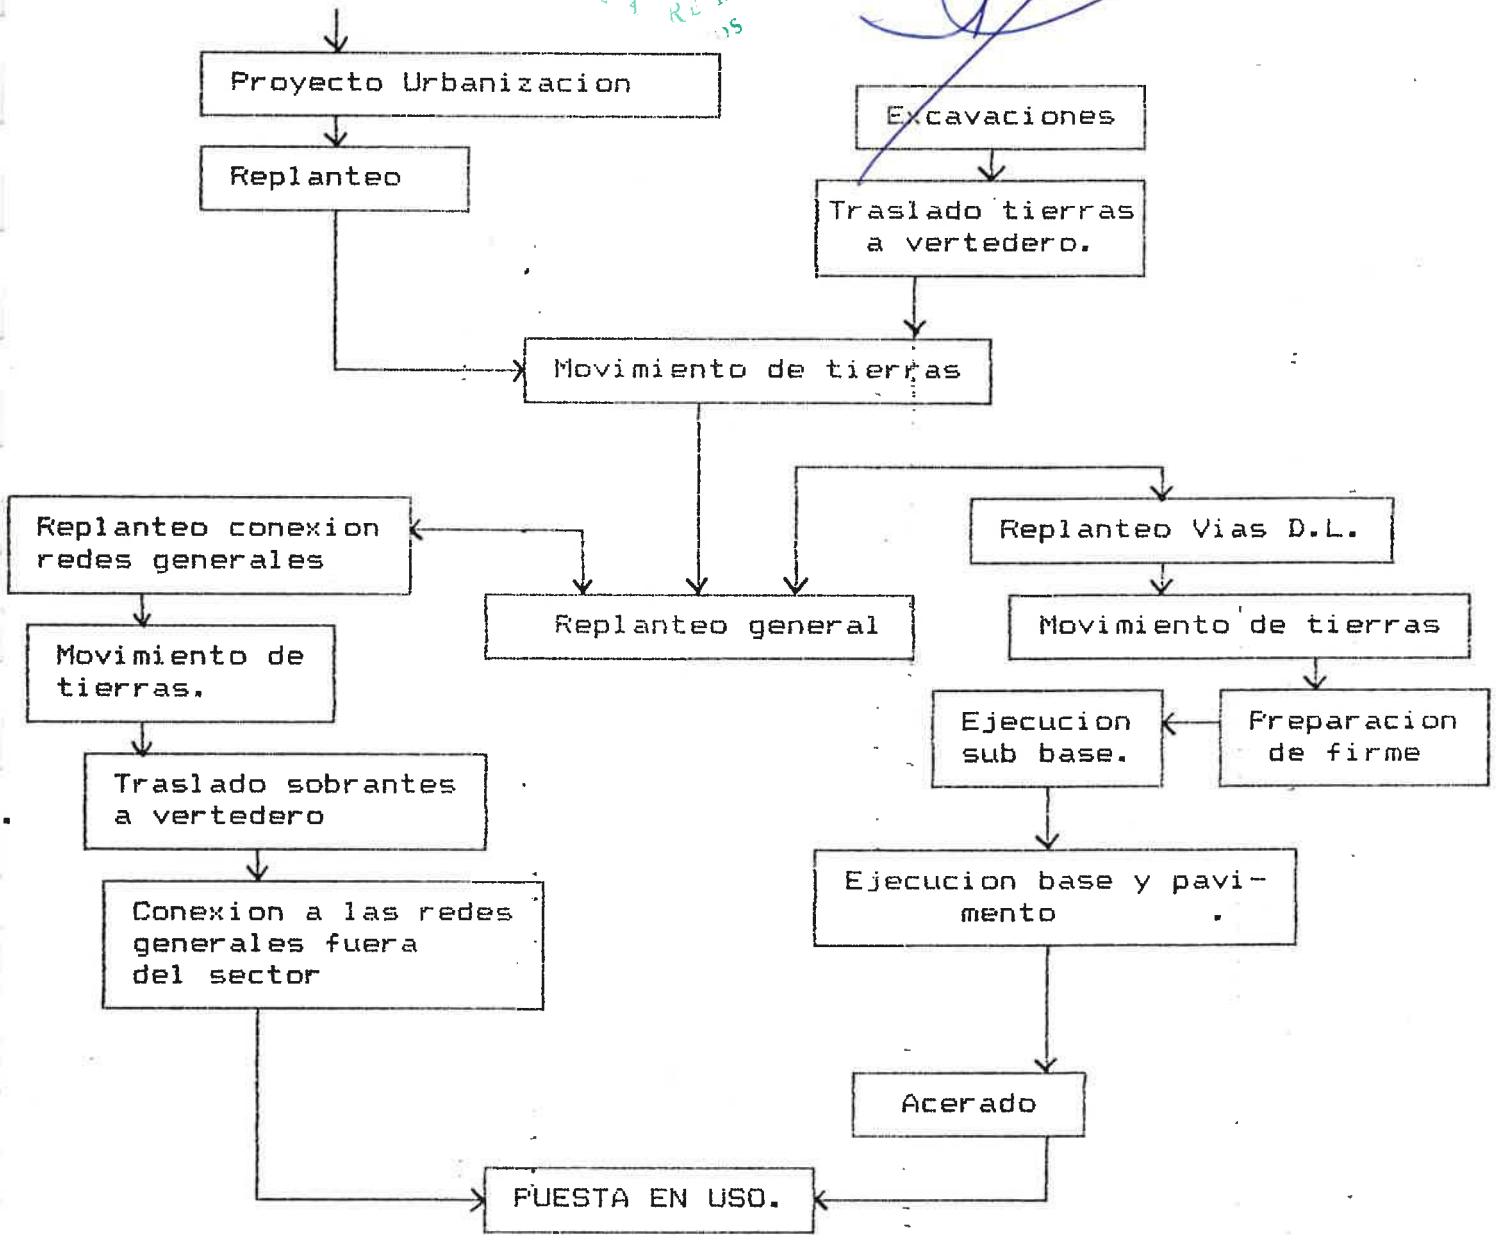 Proyecto Urbanizacion
Excavaciones
Replanteo
Traslado tierras
a vertedero.
Movimiento de tierras
Replanteo conexion
redes generales
Replanteo Vias D.L.
Replanteo general
Movimiento de tierras
Movimiento de
tierras.
Ejecucion
sub base.
Preparacion
de firme
Traslado sobrantes
a vertedero
Ejecucion base y pavi-
mento .
Conexion a las redes
generales fuera
del sector
Acerado
PUESTA EN USO.